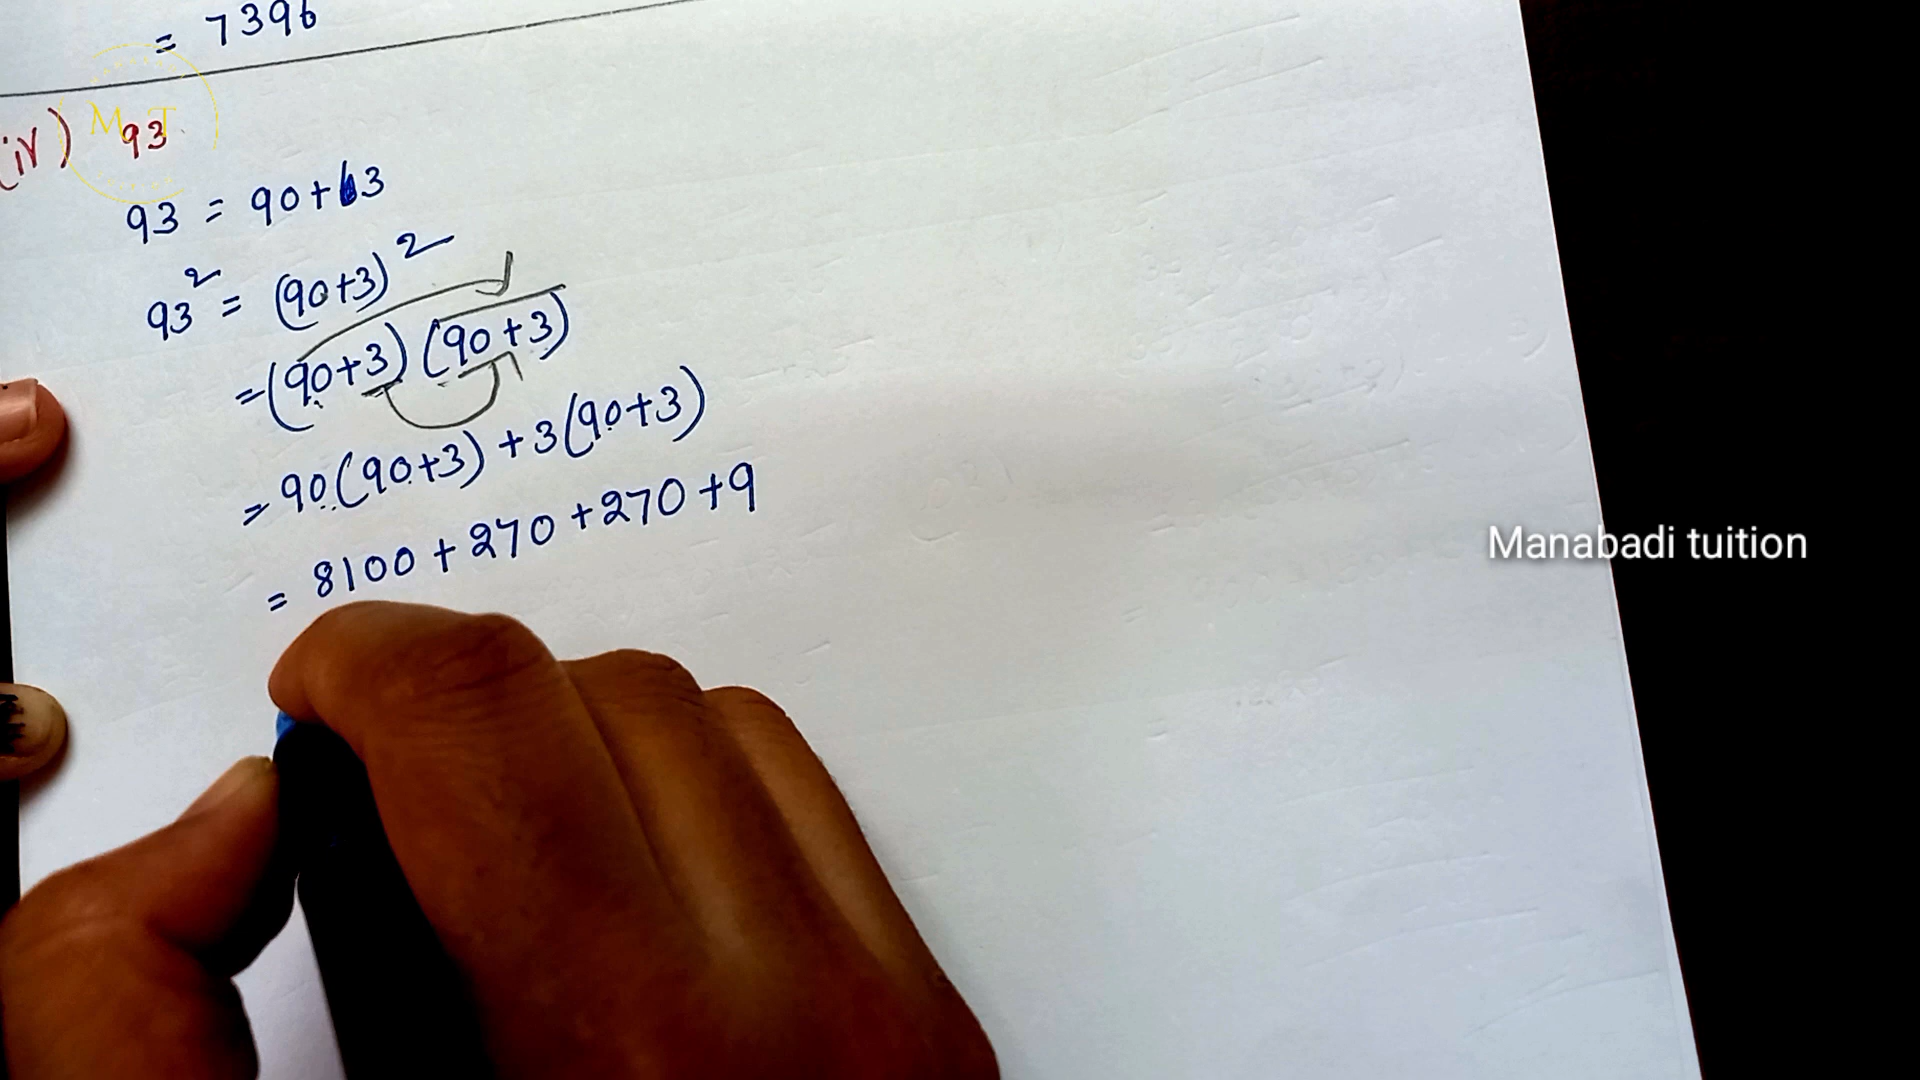 = 7396
(iv) 93
MT
93 = 90+3
93² = (90+3)²
=(90+3)(90+3)
= 90(90+3)+3(90+3)
= 8100+270+270+9
Manabadi tuition